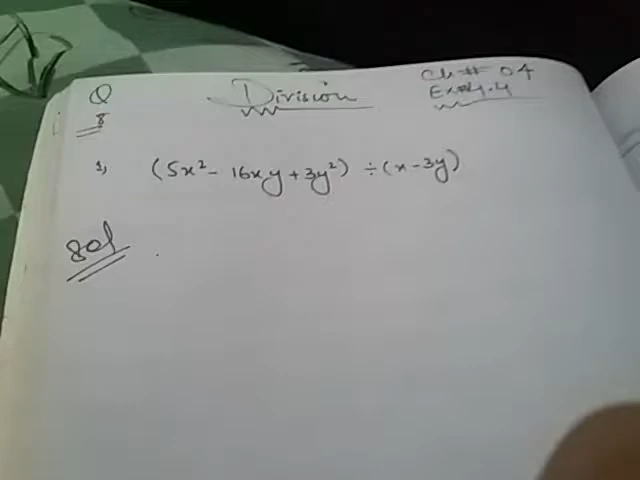 Q Division Ch # 04
8 Ex # 4.4
1, (5x² - 16xy + 3y²) ÷ (x - 3y)
Sol